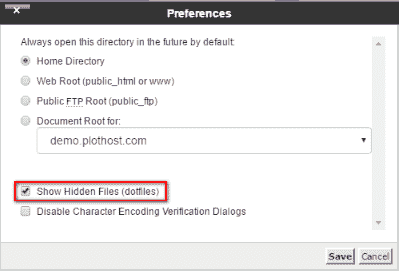 Preferences
Always open this directory in the future by default:
Home Directory
Web Root (public_html or www)
Public FTP Root (public_ftp)
Document Root for:
demo.plothost.com
Show Hidden Files (dotfiles)
Disable Character Encoding Verification Dialogs
Save Cancel